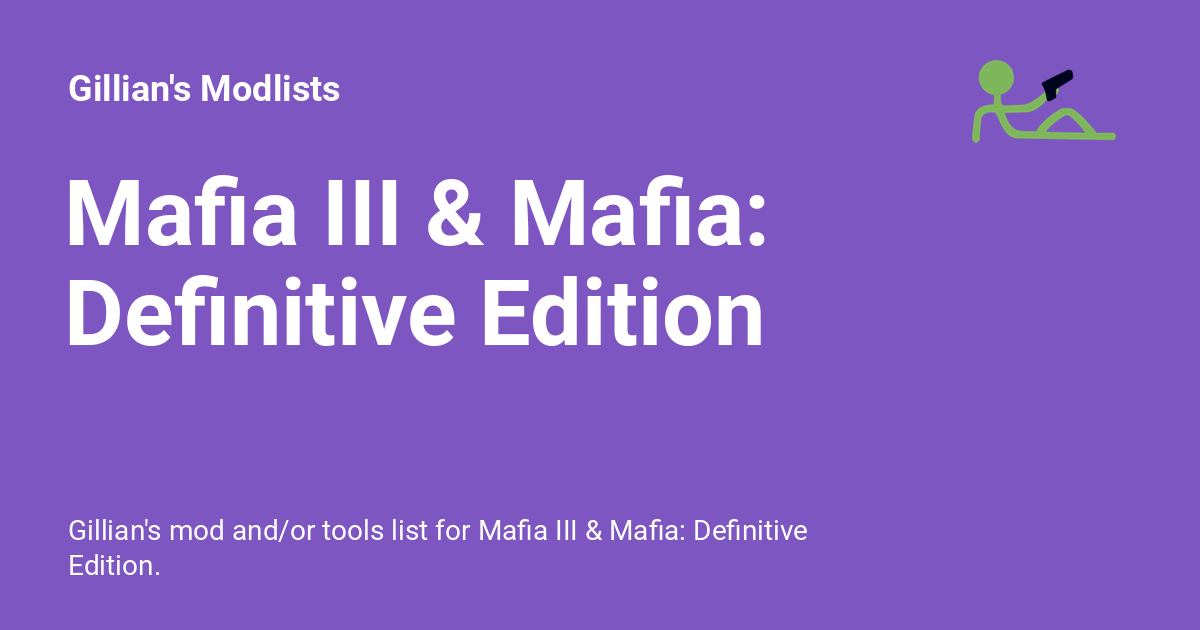 Gillian's Modlists
Mafia III & Mafia:
Definitive Edition
Gillian's mod and/or tools list for Mafia III & Mafia: Definitive
Edition.